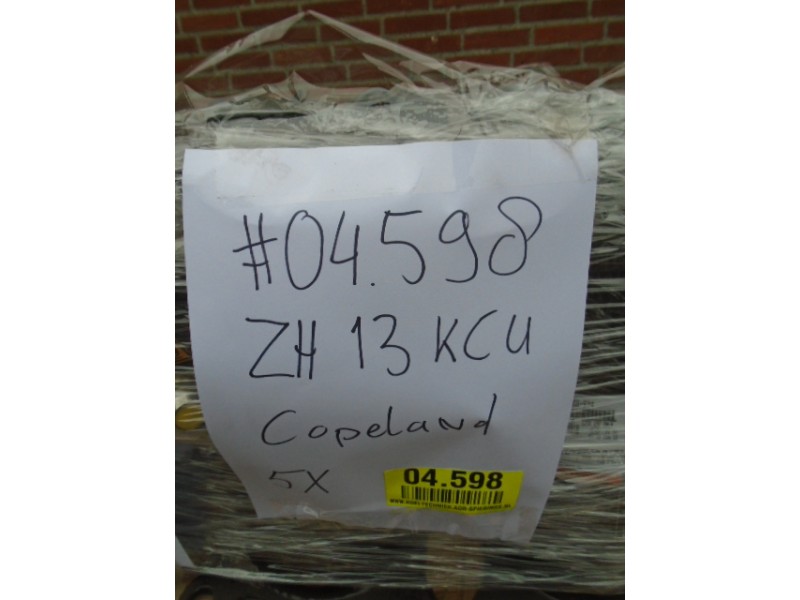 #04.598
ZH 13 KCU
Copeland
5X
04.598